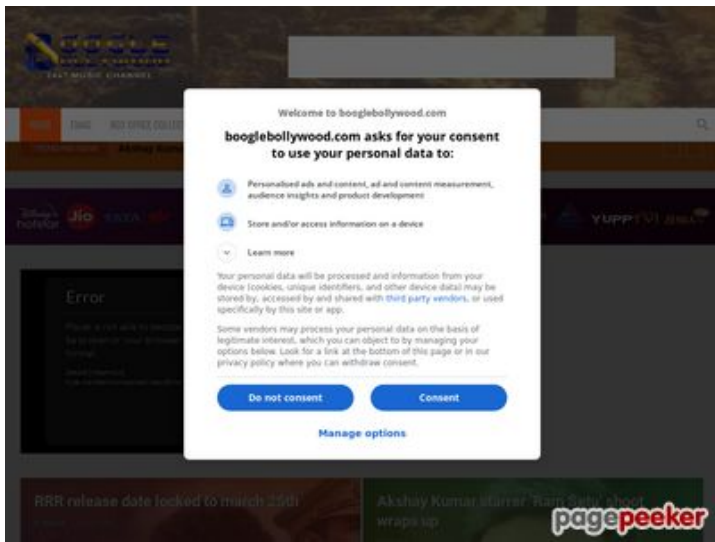 BOOGLE
24x7 MUSIC CHANNEL
Welcome to booglebollywood.com
booglebollywood.com asks for your consent
to use your personal data to:
Personalised ads and content, ad and content measurement,
audience insights and product development
Store and/or access information on a device
Learn more
Your personal data will be processed and information from your
device (cookies, unique identifiers, and other device data) may be
stored by, accessed by and shared with third party vendors, or used
specifically by this site or app.
Some vendors may process your personal data on the basis of
legitimate interest, which you can object to by managing your
options below. Look for a link at the bottom of this page or in our
privacy policy where you can withdraw consent.
Do not consent
Consent
Manage options
hotstar
Jio
YUPPTV
Error
RRR release date locked to march 25th
Akshay Kumar starrer 'Ram Setu' shoot
wraps up
pagepeeker